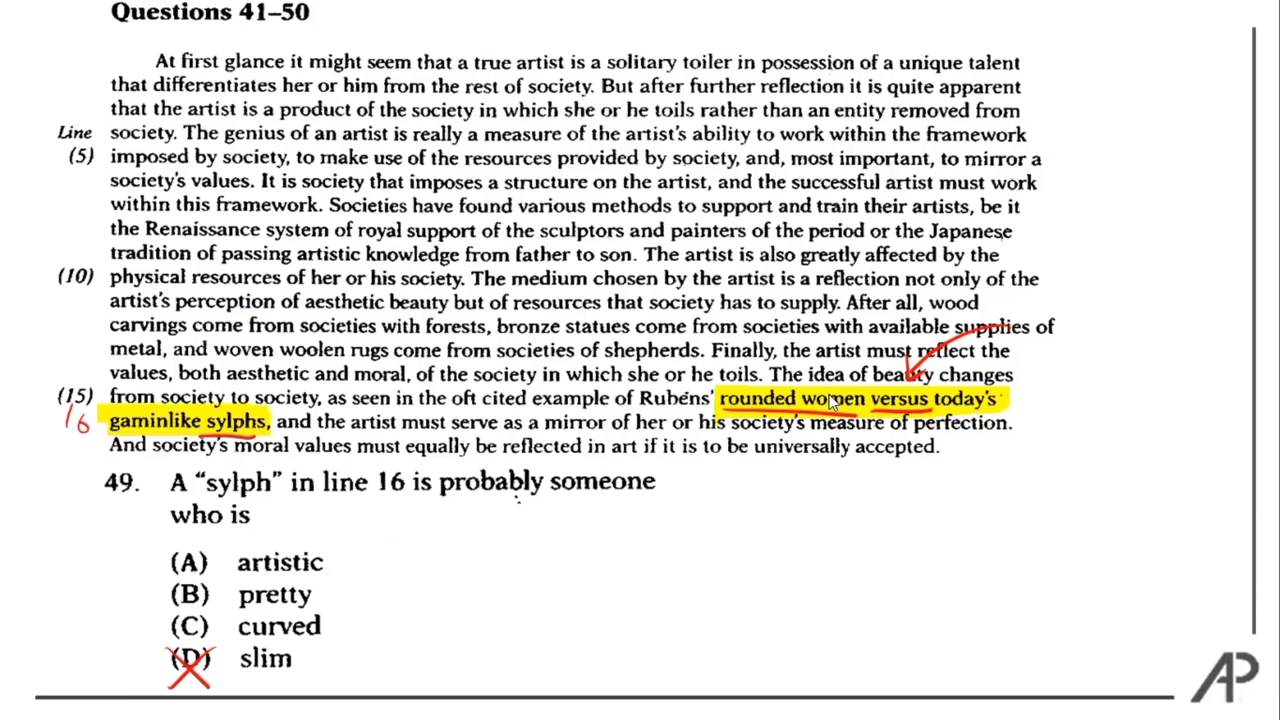 Questions 41–50
At first glance it might seem that a true artist is a solitary toiler in possession of a unique talent
that differentiates her or him from the rest of society. But after further reflection it is quite apparent
that the artist is a product of the society in which she or he toils rather than an entity removed from
Line society. The genius of an artist is really a measure of the artist's ability to work within the framework
(5) imposed by society, to make use of the resources provided by society, and, most important, to mirror a
society's values. It is society that imposes a structure on the artist, and the successful artist must work
within this framework. Societies have found various methods to support and train their artists, be it
the Renaissance system of royal support of the sculptors and painters of the period or the Japanese
tradition of passing artistic knowledge from father to son. The artist is also greatly affected by the
(10) physical resources of her or his society. The medium chosen by the artist is a reflection not only of the
artist's perception of aesthetic beauty but of resources that society has to supply. After all, wood
carvings come from societies with forests, bronze statues come from societies with available supplies of
metal, and woven woolen rugs come from societies of shepherds. Finally, the artist must reflect the
values, both aesthetic and moral, of the society in which she or he toils. The idea of beauty changes
(15) from society to society, as seen in the oft cited example of Rubens' rounded women versus today's
16 gaminlike sylphs, and the artist must serve as a mirror of her or his society's measure of perfection.
And society's moral values must equally be reflected in art if it is to be universally accepted.
49. A "sylph" in line 16 is probably someone
who is
(A) artistic
(B) pretty
(C) curved
(D) slim
AP